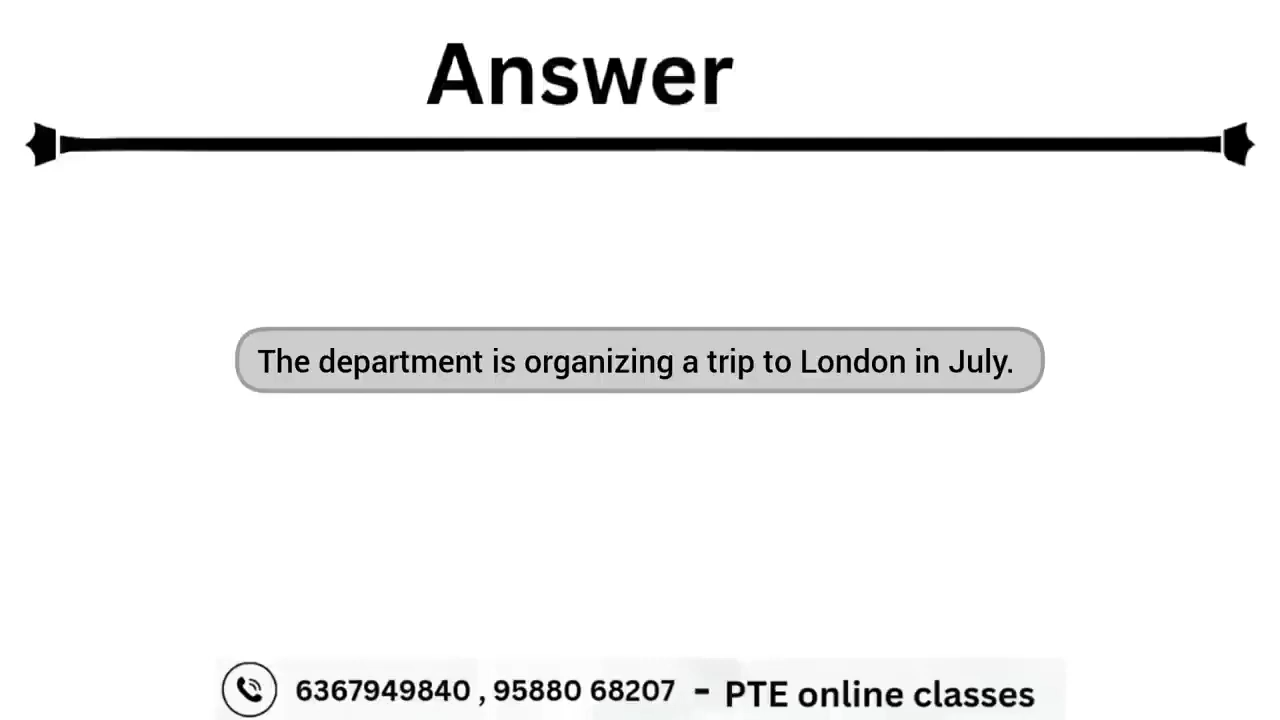 Answer
The department is organizing a trip to London in July.
6367949840 , 95880 68207 - PTE online classes